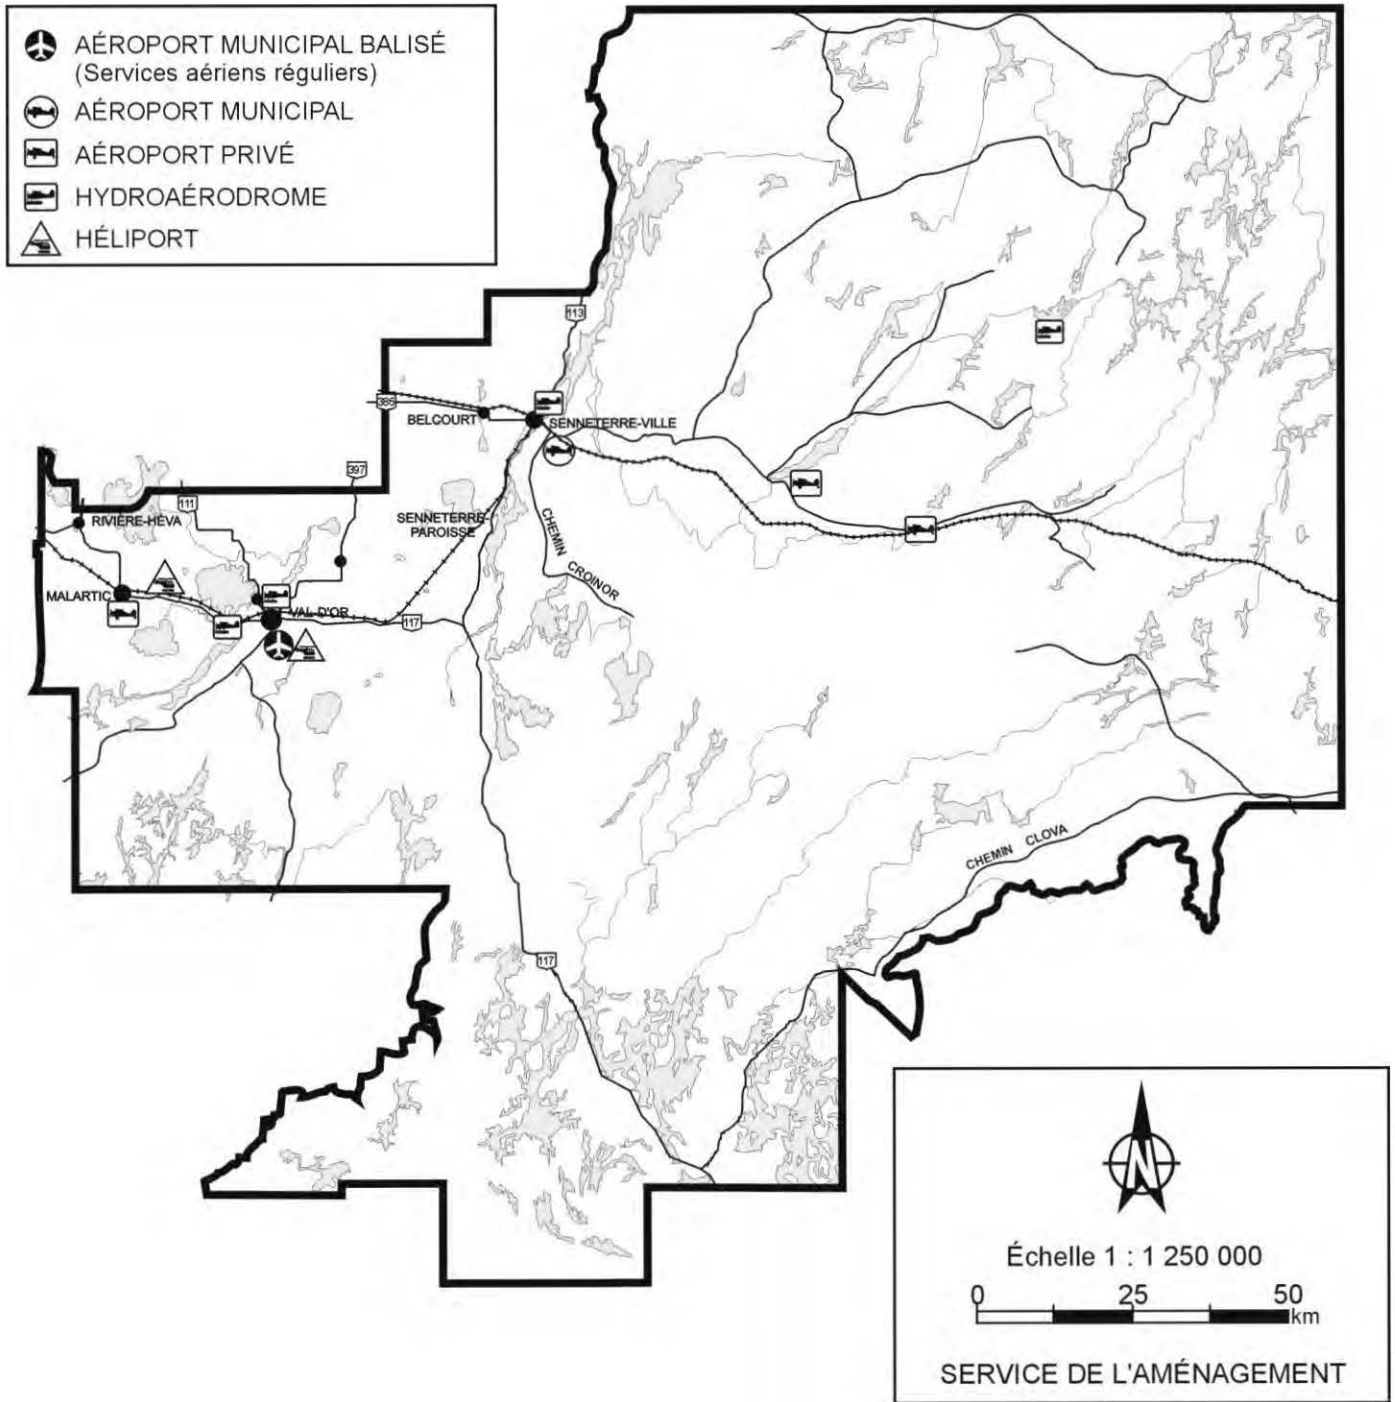 AÉROPORT MUNICIPAL BALISÉ
(Services aériens réguliers)
AÉROPORT MUNICIPAL
AÉROPORT PRIVÉ
HYDROAÉRODROME
HÉLIPORT
113
386
BELCOURT
SENNETERRE-VILLE
397
111
RIVIÈRE-HÉVA
SENNETERRE-
PAROISSE
CHEMIN CROINOR
MALARTIC
VAL-D'OR
117
CHEMIN CLOVA
117
N
Échelle 1 : 1 250 000
0 25 50
km
SERVICE DE L'AMÉNAGEMENT